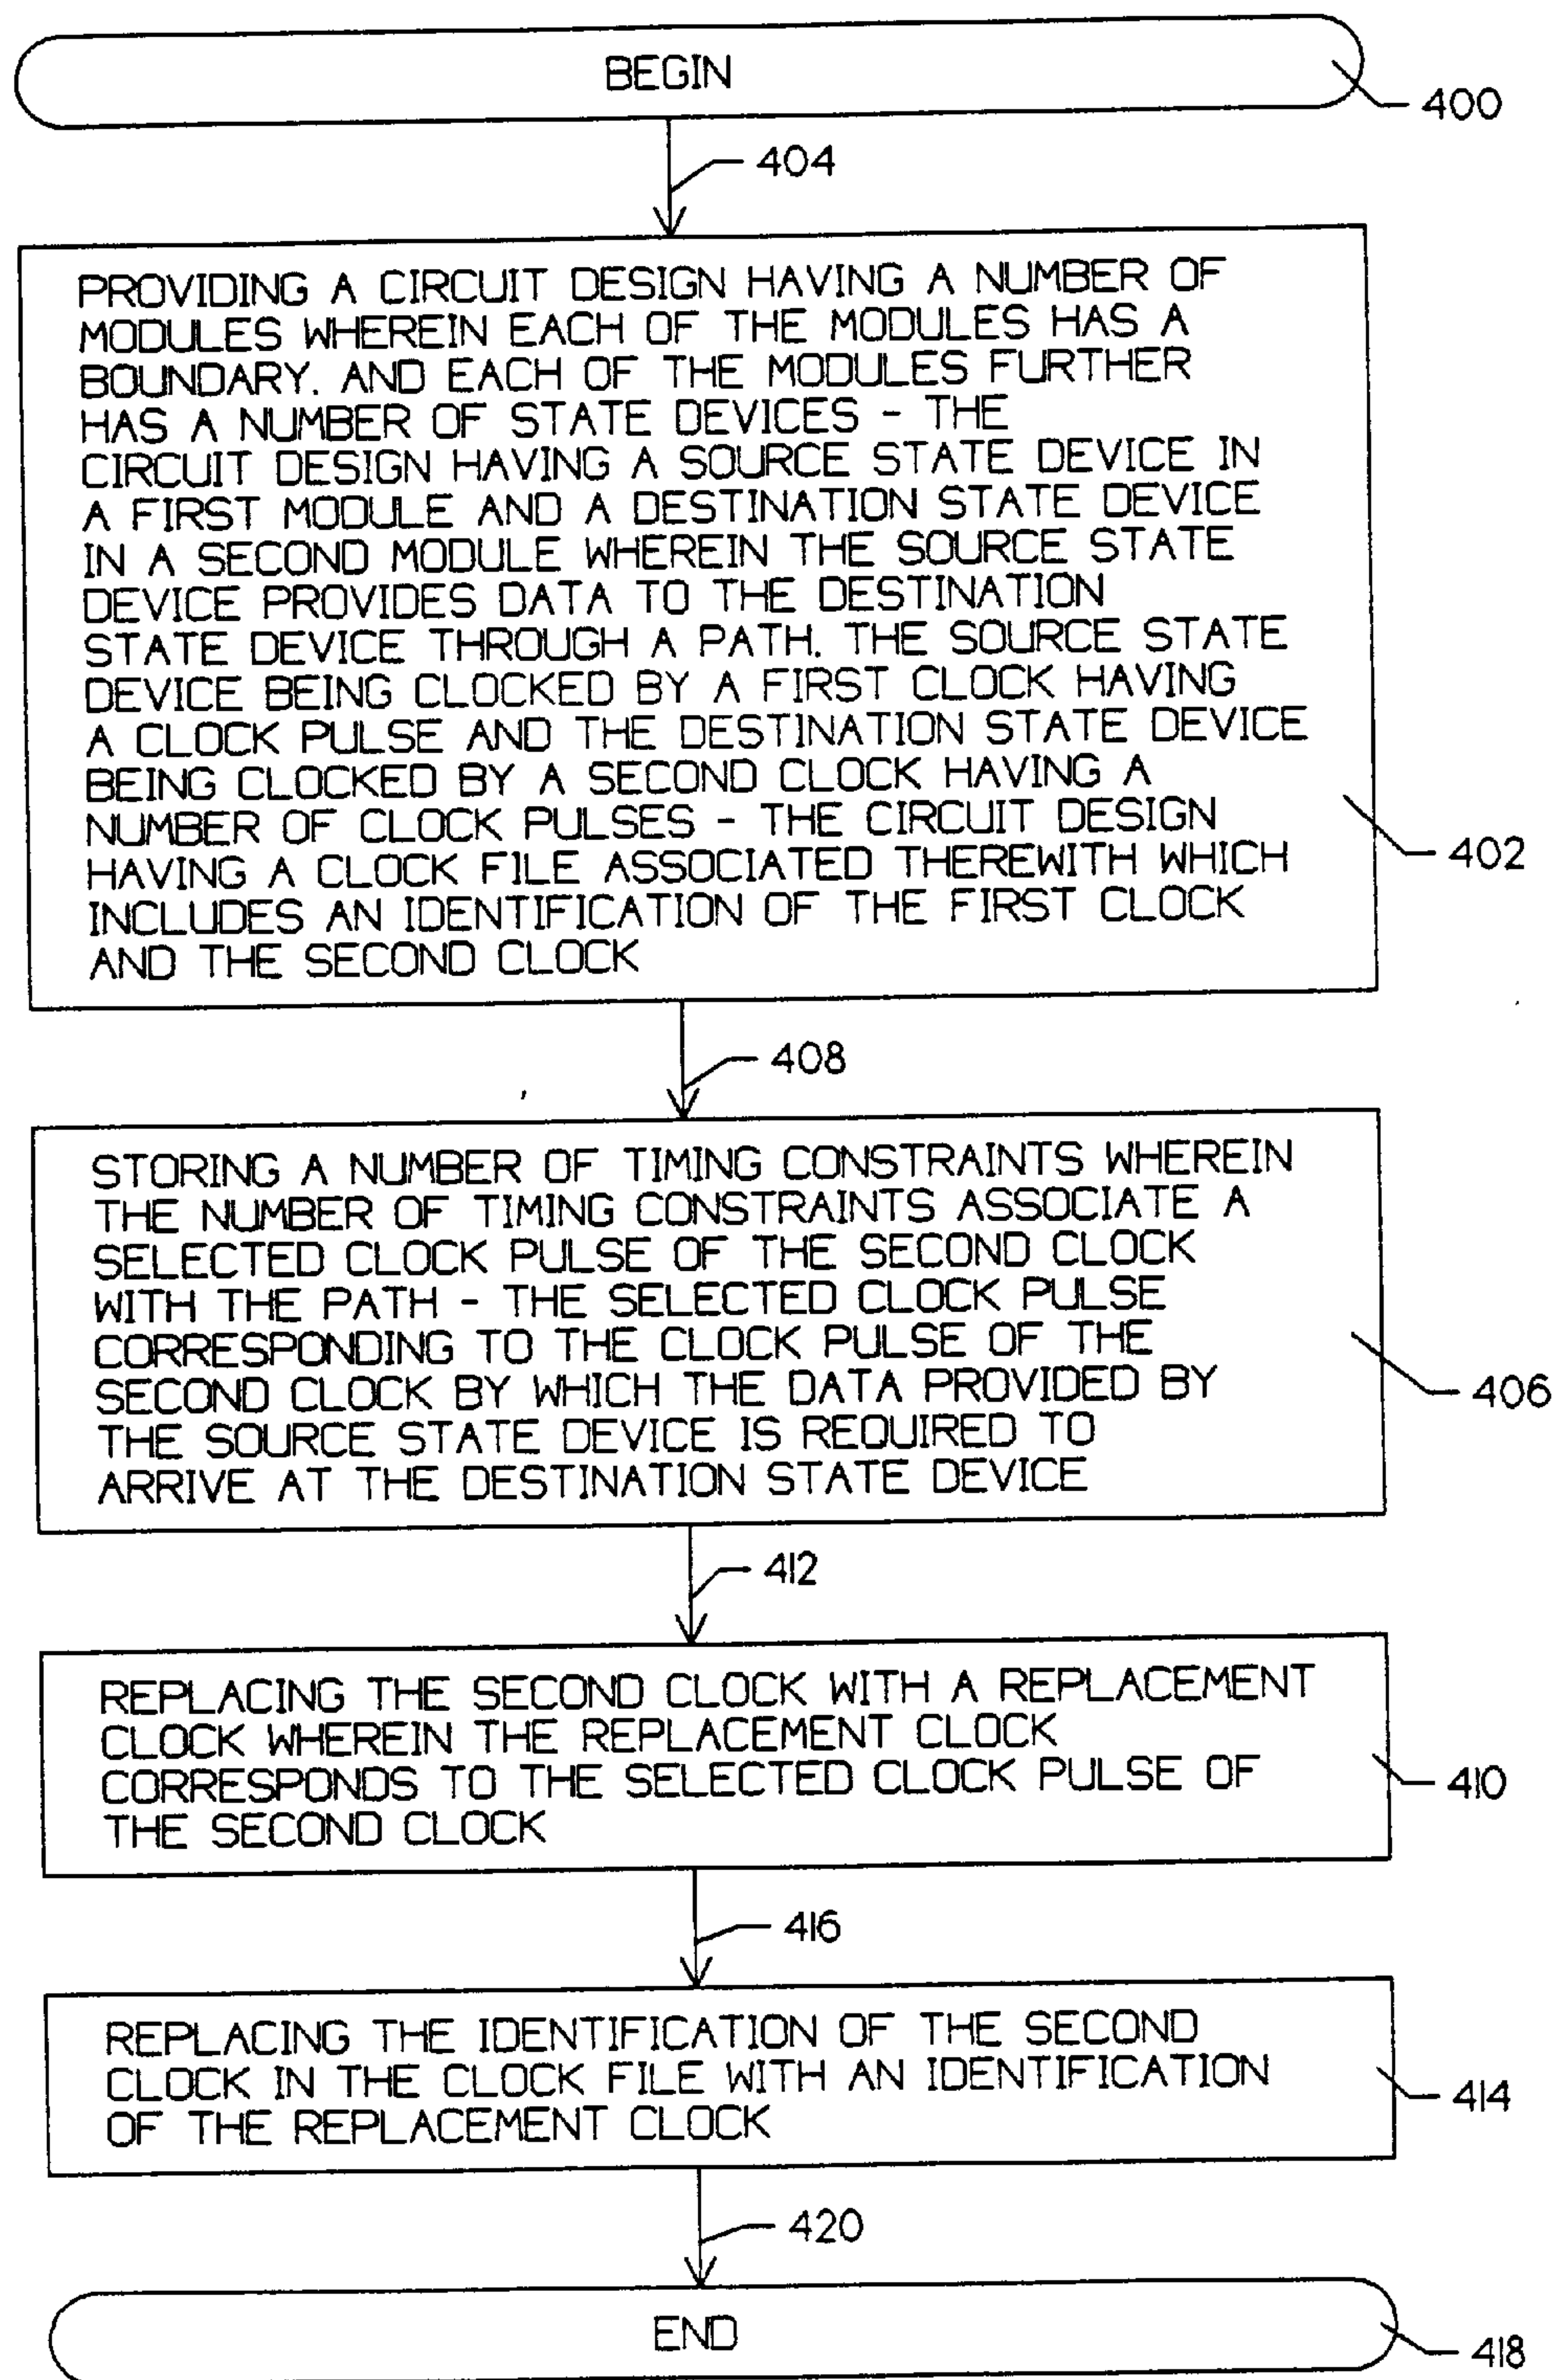 BEGIN
400
404
PROVIDING A CIRCUIT DESIGN HAVING A NUMBER OF
MODULES WHEREIN EACH OF THE MODULES HAS A
BOUNDARY. AND EACH OF THE MODULES FURTHER
HAS A NUMBER OF STATE DEVICES - THE
CIRCUIT DESIGN HAVING A SOURCE STATE DEVICE IN
A FIRST MODULE AND A DESTINATION STATE DEVICE
IN A SECOND MODULE WHEREIN THE SOURCE STATE
DEVICE PROVIDES DATA TO THE DESTINATION
STATE DEVICE THROUGH A PATH. THE SOURCE STATE
DEVICE BEING CLOCKED BY A FIRST CLOCK HAVING
A CLOCK PULSE AND THE DESTINATION STATE DEVICE
BEING CLOCKED BY A SECOND CLOCK HAVING A
NUMBER OF CLOCK PULSES - THE CIRCUIT DESIGN
HAVING A CLOCK FILE ASSOCIATED THEREWITH WHICH
INCLUDES AN IDENTIFICATION OF THE FIRST CLOCK
AND THE SECOND CLOCK
402
408
STORING A NUMBER OF TIMING CONSTRAINTS WHEREIN
THE NUMBER OF TIMING CONSTRAINTS ASSOCIATE A
SELECTED CLOCK PULSE OF THE SECOND CLOCK
WITH THE PATH - THE SELECTED CLOCK PULSE
CORRESPONDING TO THE CLOCK PULSE OF THE
SECOND CLOCK BY WHICH THE DATA PROVIDED BY
THE SOURCE STATE DEVICE IS REQUIRED TO
ARRIVE AT THE DESTINATION STATE DEVICE
406
412
REPLACING THE SECOND CLOCK WITH A REPLACEMENT
CLOCK WHEREIN THE REPLACEMENT CLOCK
CORRESPONDS TO THE SELECTED CLOCK PULSE OF
THE SECOND CLOCK
410
416
REPLACING THE IDENTIFICATION OF THE SECOND
CLOCK IN THE CLOCK FILE WITH AN IDENTIFICATION
OF THE REPLACEMENT CLOCK
414
420
END
418